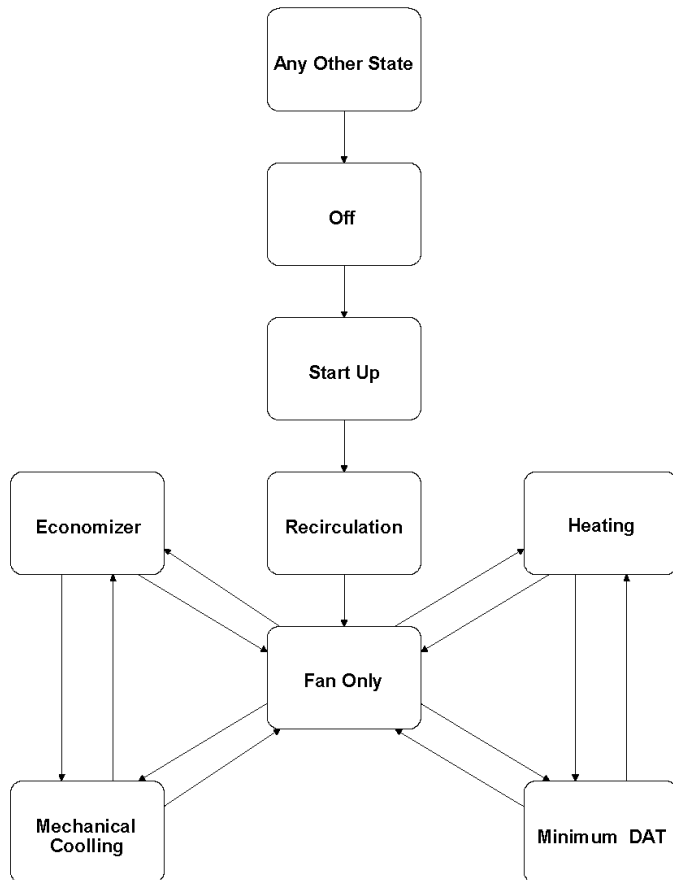 Any Other State
Off
Start Up
Economizer
Recirculation
Heating
Fan Only
Mechanical
Coolling
Minimum DAT